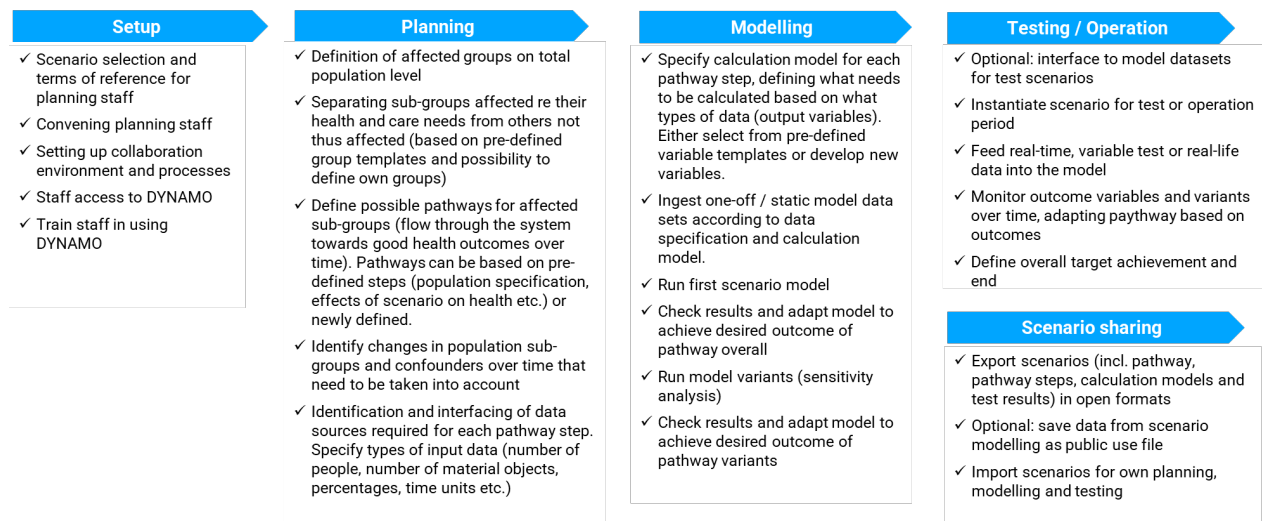 Setup
✓ Scenario selection and
terms of reference for
planning staff
✓ Convening planning staff
✓ Setting up collaboration
environment and processes
✓ Staff access to DYNAMO
✓ Train staff in using
DYNAMO
Planning
✓ Definition of affected groups on total
population level
✓ Separating sub-groups affected re their
health and care needs from others not
thus affected (based on pre-defined
group templates and possibility to
define own groups)
✓ Define possible pathways for affected
sub-groups (flow through the system
towards good health outcomes over
time). Pathways can be based on pre-
defined steps (population specification,
effects of scenario on health etc.) or
newly defined.
✓ Identify changes in population sub-
groups and confounders over time that
need to be taken into account
✓ Identification and interfacing of data
sources required for each pathway step.
Specify types of input data (number of
people, number of material objects,
percentages, time units etc.)
Modelling
✓ Specify calculation model for each
pathway step, defining what needs
to be calculated based on what
types of data (output variables).
Either select from pre-defined
variable templates or develop new
variables.
✓ Ingest one-off / static model data
sets according to data
specification and calculation
model.
✓ Run first scenario model
✓ Check results and adapt model to
achieve desired outcome of
pathway overall
✓ Run model variants (sensitivity
analysis)
✓ Check results and adapt model to
achieve desired outcome of
pathway variants
Testing / Operation
✓ Optional: interface to model datasets
for test scenarios
✓ Instantiate scenario for test or operation
period
✓ Feed real-time, variable test or real-life
data into the model
✓ Monitor outcome variables and variants
over time, adapting paythway based on
outcomes
✓ Define overall target achievement and
end
Scenario sharing
✓ Export scenarios (incl. pathway,
pathway steps, calculation models and
test results) in open formats
✓ Optional: save data from scenario
modelling as public use file
✓ Import scenarios for own planning,
modelling and testing